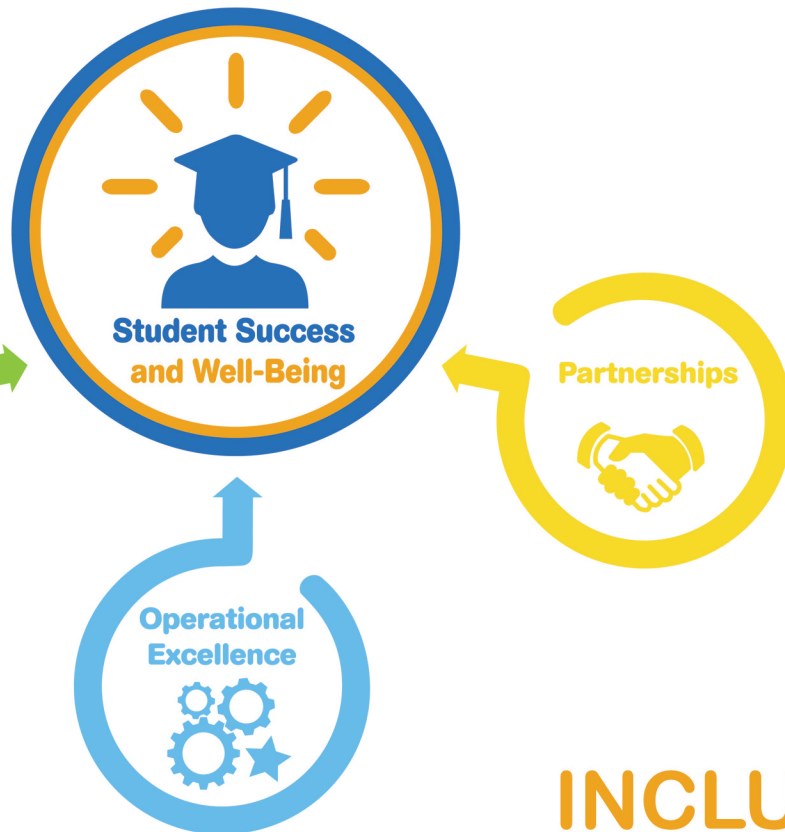 Student Success
and Well-Being
Partnerships
Operational
Excellence
INCLU